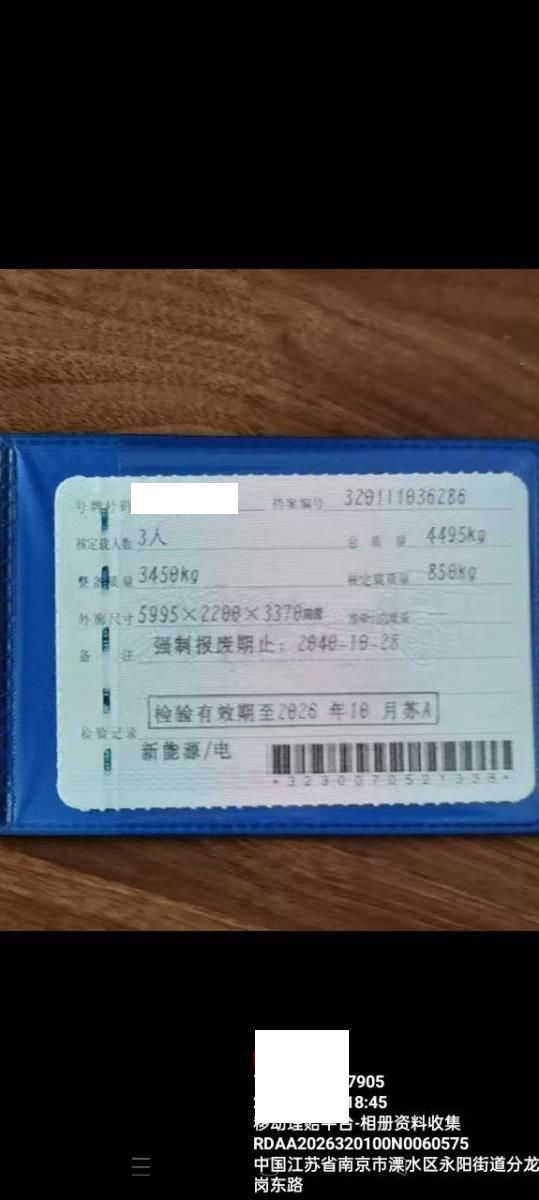 号牌号码
档案编号 320111036286
核定载人数 3人
总质量 4495kg
整备质量 3450kg
核定载质量 850kg
外廓尺寸 5995×2200×3370
备注 强制报废期止：2040-10-28
检验有效期至2026 年10 月苏A
检验记录
新能源/电
*3230070521338*
7905
18:45
移动理赔平台-相册资料收集
RDAA2026320100N0060575
中国江苏省南京市溧水区永阳街道分龙
岗东路